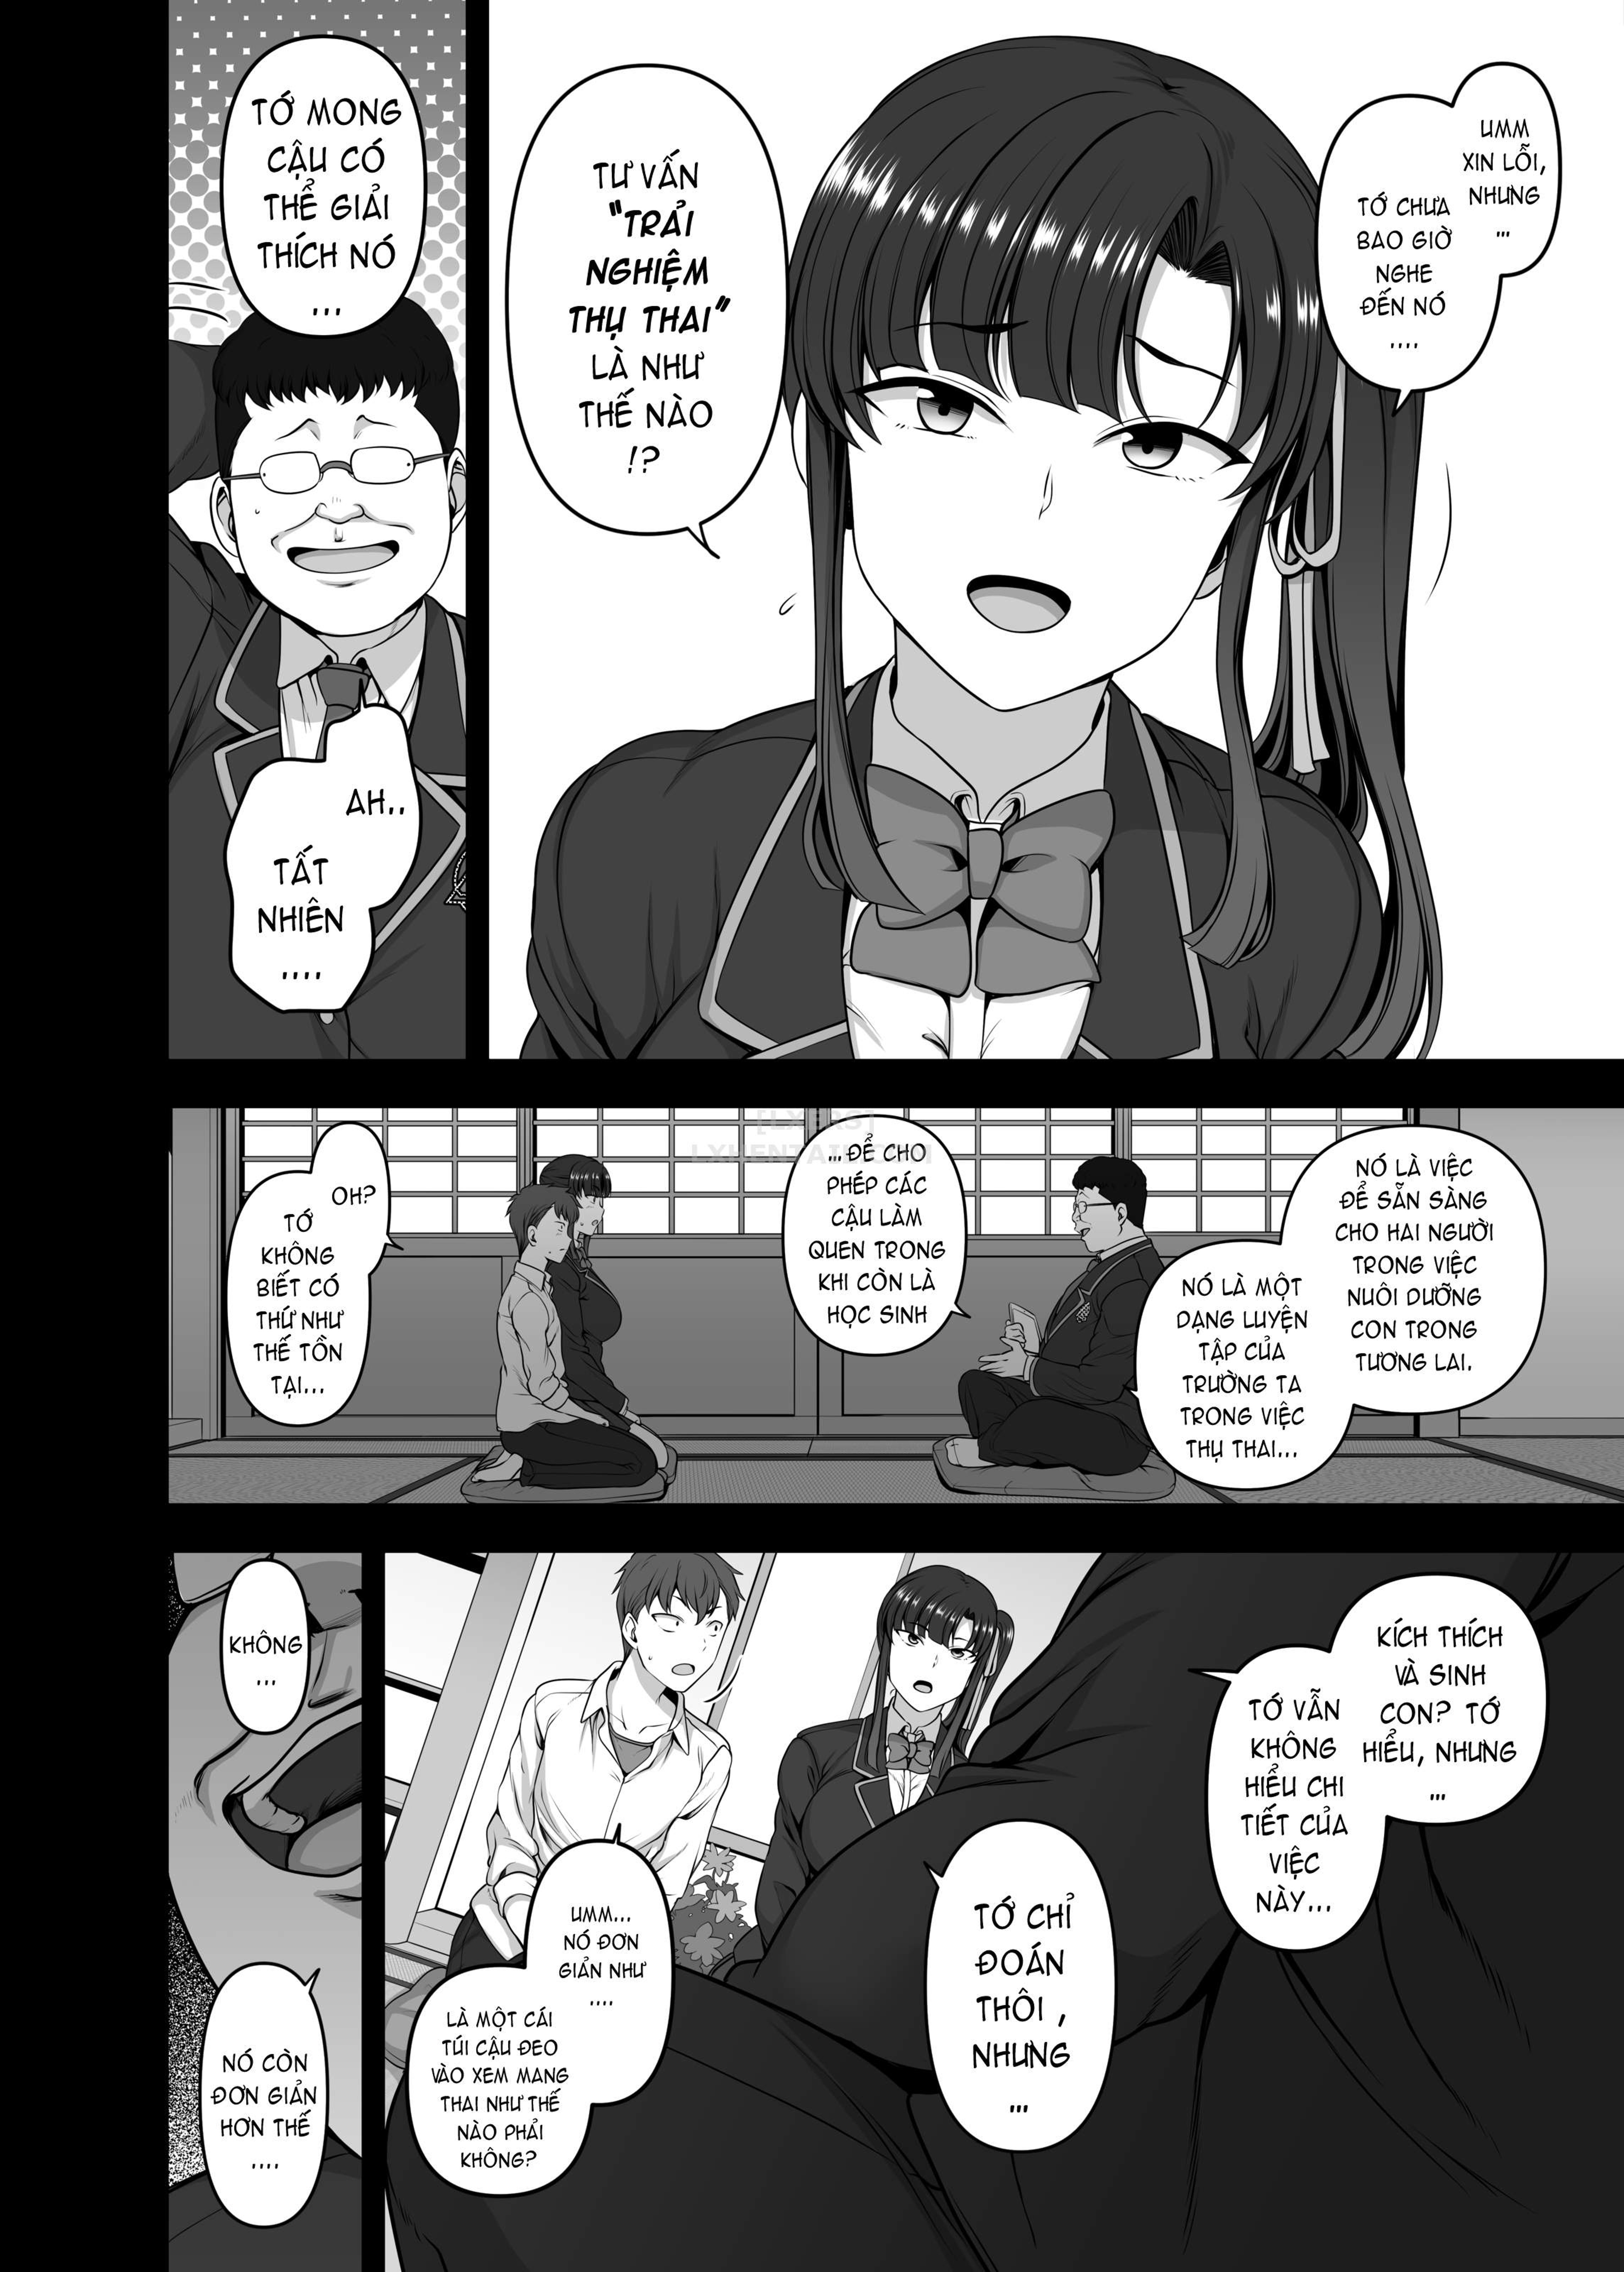 UMM
XIN LỖI,
NHƯNG
...
TỚ CHƯA
BAO GIỜ
NGHE
ĐẾN NÓ
....
TƯ VẤN
"TRẢI
NGHIỆM
THỤ THAI"
LÀ NHƯ
THẾ NÀO
!?
TỚ MONG
CẬU CÓ
THỂ GIẢI
THÍCH NÓ
...
AH..
TẤT
NHIÊN
....
NÓ LÀ VIỆC
ĐỂ SẴN SÀNG
CHO HAI NGƯỜI
TRONG VIỆC
NUÔI DƯỠNG
CON TRONG
TƯƠNG LAI.
NÓ LÀ MỘT
DẠNG LUYỆN
TẬP CỦA
TRƯỜNG TA
TRONG VIỆC
THỤ THAI...
... ĐỂ CHO
PHÉP CÁC
CẬU LÀM
QUEN TRONG
KHI CÒN LÀ
HỌC SINH
[LXERS]
LXHENTAI.COM
OH?
TỚ
KHÔNG
BIẾT CÓ
THỨ NHƯ
THẾ TỒN
TẠI...
KÍCH THÍCH
VÀ SINH
CON? TỚ
HIỂU, NHƯNG
...
TỚ VẪN
KHÔNG
HIỂU CHI
TIẾT CỦA
VIỆC
NÀY...
TỚ CHỈ
ĐOÁN
THÔI ,
NHƯNG
...
UMM...
NÓ ĐƠN
GIẢN NHƯ
....
LÀ MỘT CÁI
TÚI CẬU ĐEO
VÀO XEM MANG
THAI NHƯ THẾ
NÀO PHẢI
KHÔNG?
KHÔNG
...
NÓ CÒN
ĐƠN GIẢN
HƠN THẾ
....